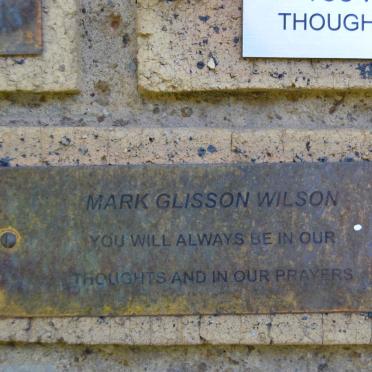 THOUGH
MARK GLISSON WILSON
YOU WILL ALWAYS BE IN OUR
THOUGHTS AND IN OUR PRAYERS